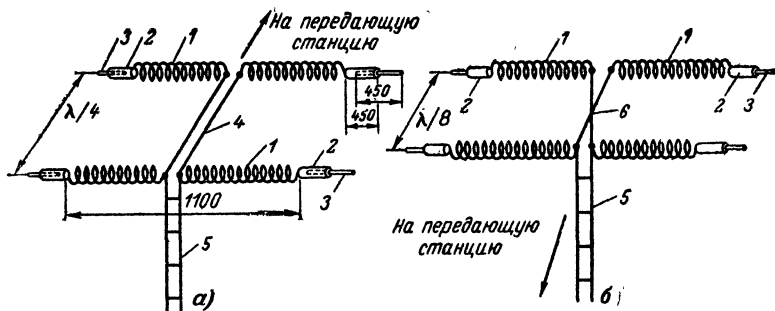 На передающую
станцию
3 2 1
λ/4
4
450
450
1 2
1100
3
5
а)
1 1
2 2 3
λ/8
6
5
На передающую
станцию
б)